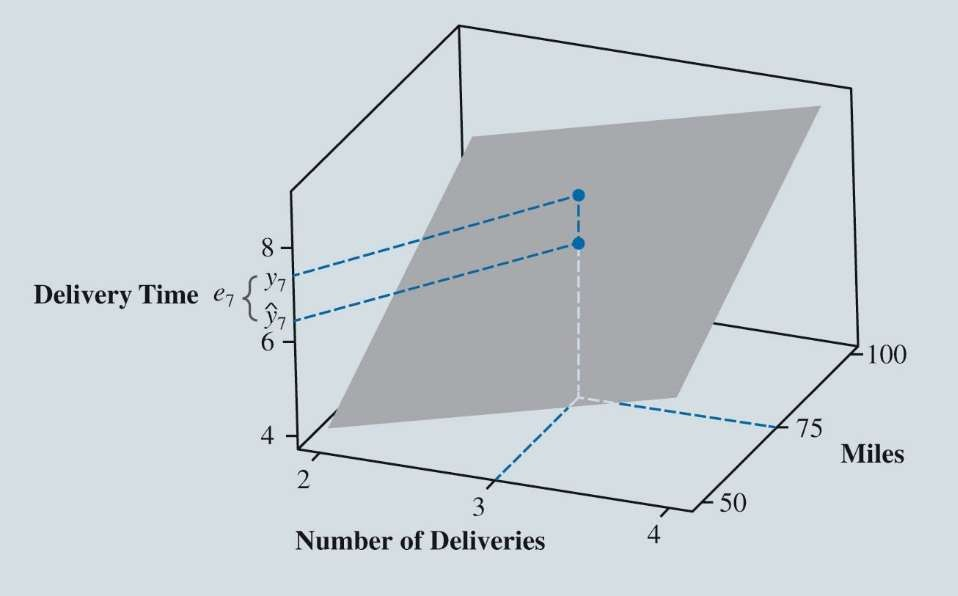 8
Delivery Time e₇ { y₇
ŷ₇
6
4
2
3
4
Number of Deliveries
100
75
50
Miles